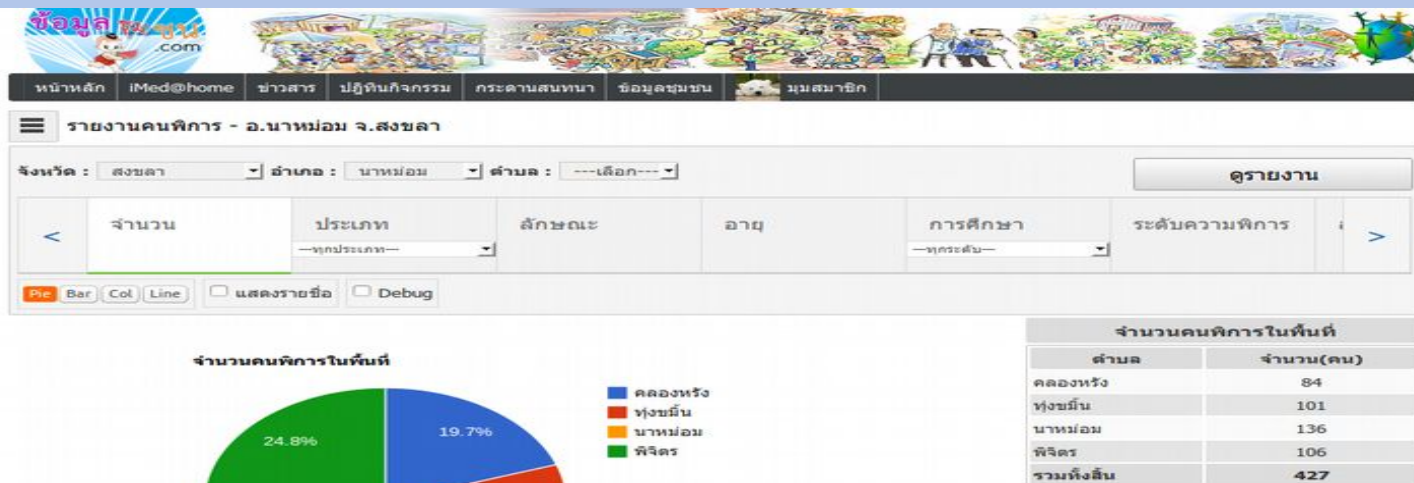 ข้อมูลชุมชน
.com
หน้าหลัก iMed@home ข่าวสาร ปฏิทินกิจกรรม กระดานสนทนา ข้อมูลชุมชน มุมสมาชิก
รายงานคนพิการ - อ.นาหม่อม จ.สงขลา
จังหวัด : สงขลา อำเภอ : นาหม่อม ตำบล : ---เลือก---
ดูรายงาน
< จำนวน ประเภท ลักษณะ อายุ การศึกษา ระดับความพิการ >
—ทุกประเภท— —ทุกระดับ—
Pie Bar Col Line แสดงรายชื่อ Debug
จำนวนคนพิการในพื้นที่
24.8%
19.7%
คลองหรัง
ทุ่งขมิ้น
นาหม่อม
พิจิตร
จำนวนคนพิการในพื้นที่
ตำบล จำนวน(คน)
คลองหรัง 84
ทุ่งขมิ้น 101
นาหม่อม 136
พิจิตร 106
รวมทั้งสิ้น 427